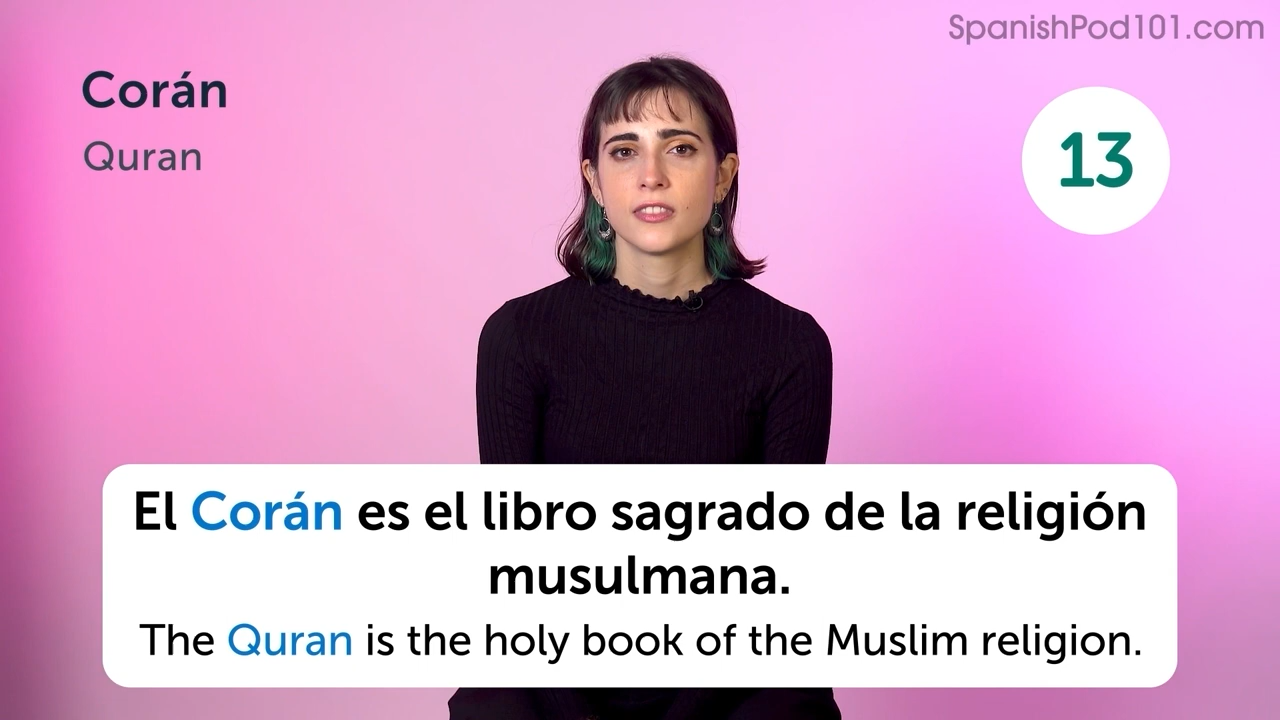 SpanishPod101.com
Corán
Quran
13
El Corán es el libro sagrado de la religión
musulmana.
The Quran is the holy book of the Muslim religion.